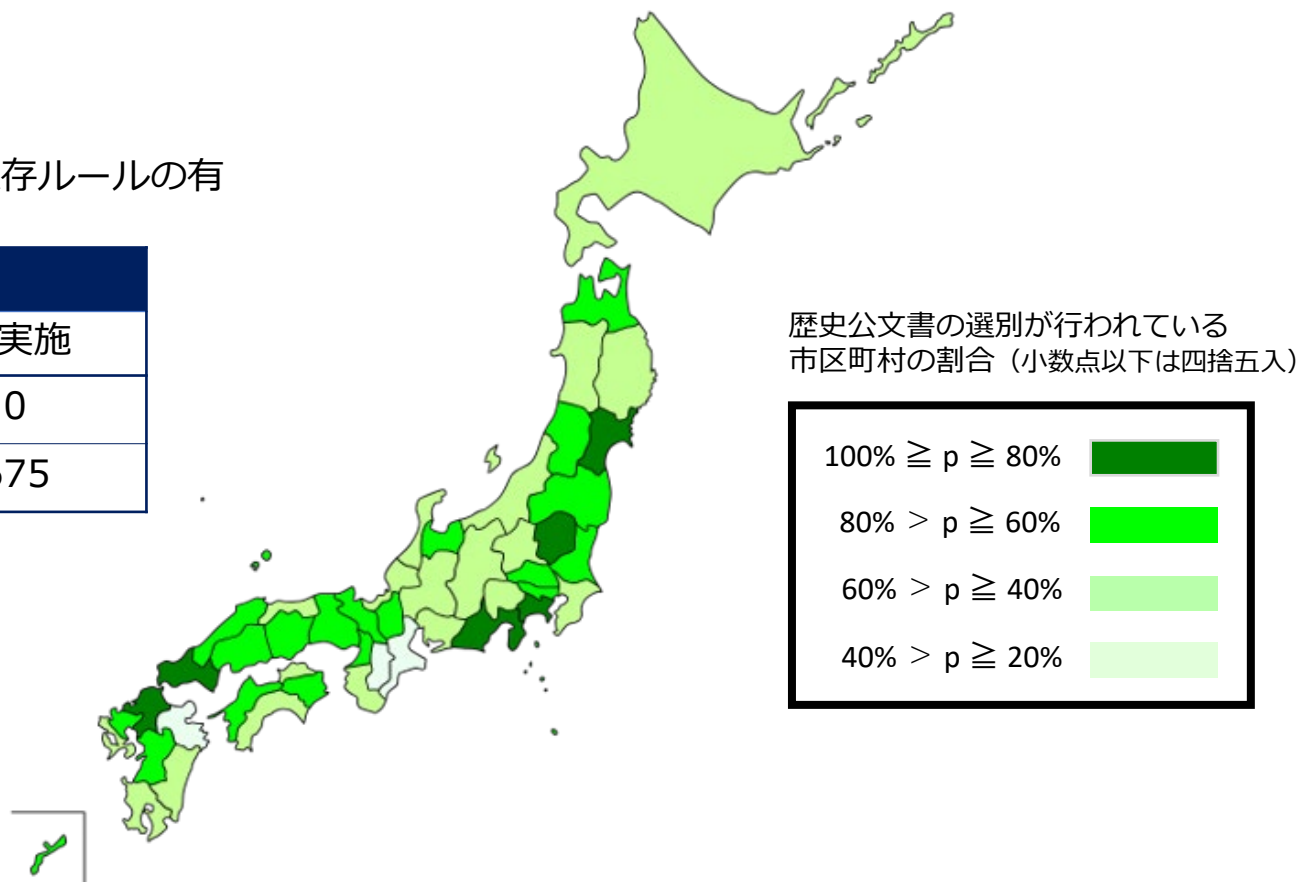 存ルールの有
実施
0
675
歴史公文書の選別が行われている
市区町村の割合（小数点以下は四捨五入）
100% ≧ p ≧ 80%
80% > p ≧ 60%
60% > p ≧ 40%
40% > p ≧ 20%